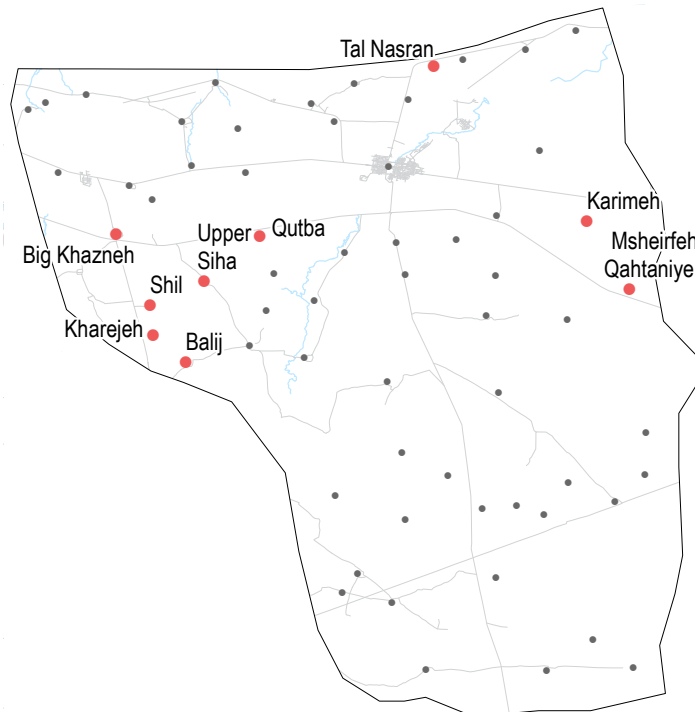 Tal Nasran
Karimeh
Upper
Qutba
Msheirfeh
Big Khazneh
Siha
Qahtaniye
Shil
Kharejeh
Balij